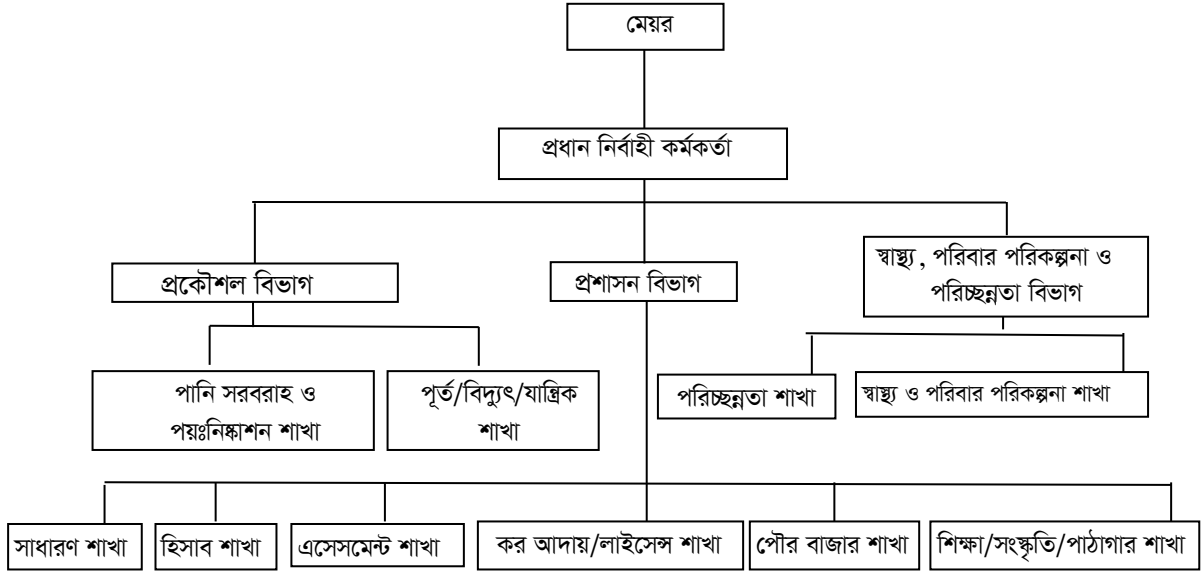 মেয়র
প্রধান নির্বাহী কর্মকর্তা
প্রকৌশল বিভাগ
প্রশাসন বিভাগ
স্বাস্থ্য, পরিবার পরিকল্পনা ও
পরিচ্ছন্নতা বিভাগ
পানি সরবরাহ ও
পয়ঃনিষ্কাশন শাখা
পূর্ত/বিদ্যুৎ/যান্ত্রিক
শাখা
পরিচ্ছন্নতা শাখা
স্বাস্থ্য ও পরিবার পরিকল্পনা শাখা
সাধারণ শাখা
হিসাব শাখা
এসেসমেন্ট শাখা
কর আদায়/লাইসেন্স শাখা
পৌর বাজার শাখা
শিক্ষা/সংস্কৃতি/পাঠাগার শাখা